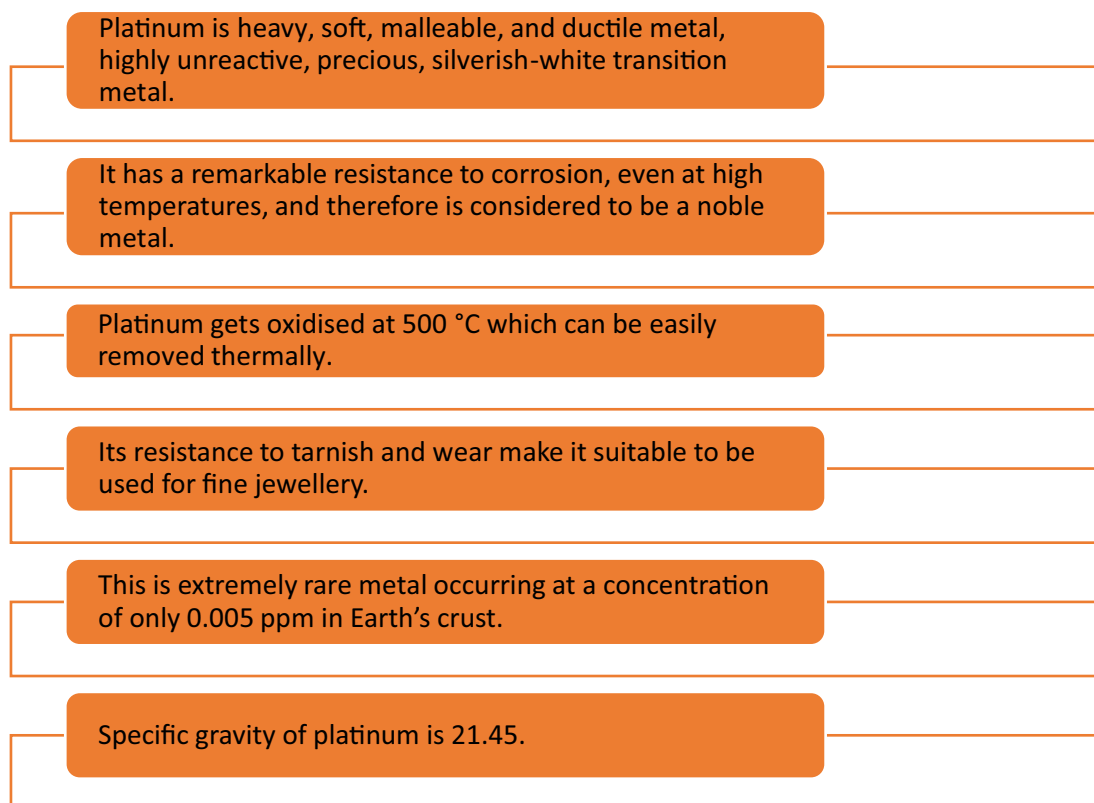 Platinum is heavy, soft, malleable, and ductile metal,
highly unreactive, precious, silverish-white transition
metal.
It has a remarkable resistance to corrosion, even at high
temperatures, and therefore is considered to be a noble
metal.
Platinum gets oxidised at 500 °C which can be easily
removed thermally.
Its resistance to tarnish and wear make it suitable to be
used for fine jewellery.
This is extremely rare metal occurring at a concentration
of only 0.005 ppm in Earth's crust.
Specific gravity of platinum is 21.45.